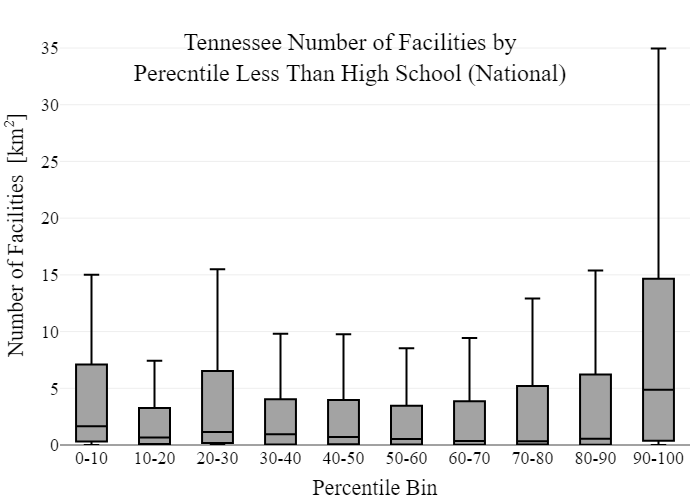 Tennessee Number of Facilities by
Perecntile Less Than High School (National)
Number of Facilities [km²]
35
30
25
20
15
10
5
0
0-10 10-20 20-30 30-40 40-50 50-60 60-70 70-80 80-90 90-100
Percentile Bin